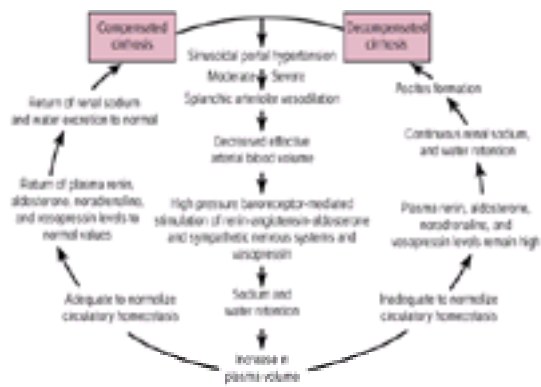 Compensated
cirrhosis
Decompensated
cirrhosis
Sinusoidal portal hypertension
Moderate Severe
Splanchic arteriolar vasodilation
Decreased effective
arterial blood volume
High pressure baroreceptor-mediated
stimulation of renin-angiotensin-aldosterone
and sympathetic nervous systems and
vasopressin
Sodium and
water retention
Increase in
plasma volume
Adequate to normalize
circulatory homeostasis
Return of plasma renin,
aldosterone, noradrenaline,
and vasopressin levels to
normal values
Return of renal sodium
and water excretion to normal
Inadequate to normalize
circulatory homeostasis
Plasma renin, aldosterone,
noradrenaline, and
vasopressin levels remain high
Continuous renal sodium,
and water retention
Ascites formation